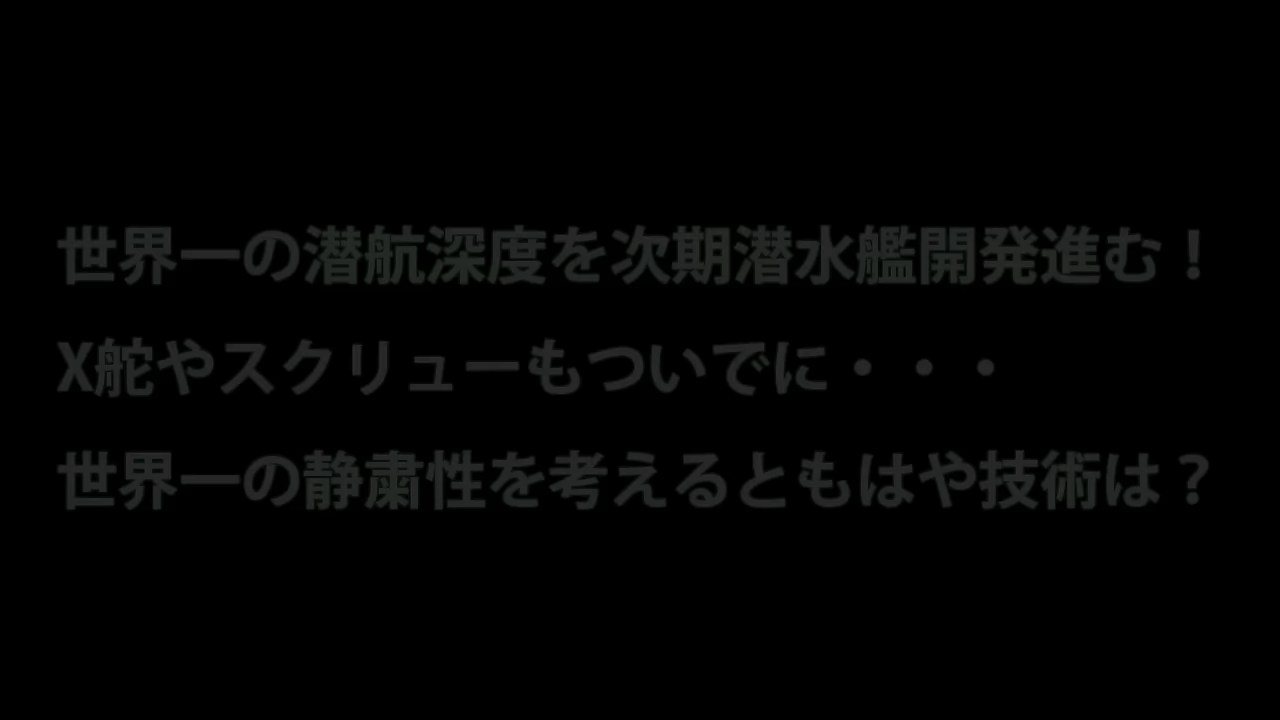 世界一の潜航深度を次期潜水艦開発進む！
X舵やスクリューもついでに・・・
世界一の静粛性を考えるともはや技術は？